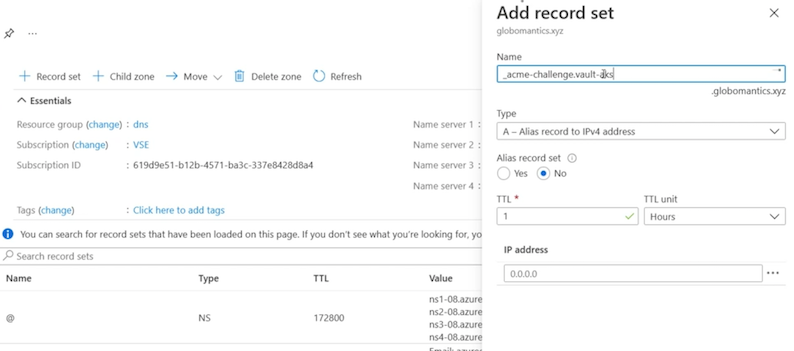 ...
+ Record set + Child zone → Move Delete zone Refresh
Essentials
Resource group (change) : dns
Subscription (change) : VSE
Subscription ID : 619d9e51-b12b-4571-ba3c-337e8428d8a4
Name server 1 :
Name server 2 :
Name server 3 :
Name server 4 :
Tags (change) : Click here to add tags
You can search for record sets that have been loaded on this page. If you don't see what you're looking for, yo
Search record sets
Name Type TTL Value
@ NS 172800
ns1-08.azure
ns2-08.azure
ns3-08.azure
ns4-08.azure
Add record set
globomantics.xyz
Name
_acme-challenge.vault-aks
.globomantics.xyz
Type
A – Alias record to IPv4 address
Alias record set
Yes No
TTL * TTL unit
1 Hours
IP address
0.0.0.0 ...